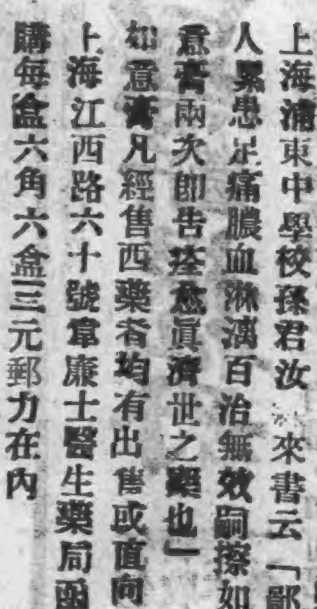 上海浦東中學校孫君汝來書云「鄙
人累患足痛膿血淋漓百治無效嗣擦如
意膏兩次即告痊愈眞濟世之也」
如意膏凡經售西藥者均有出售或直向
上海江西路六十號韋廉士醫生藥局函
購每盒六角六盒三元郵力在內